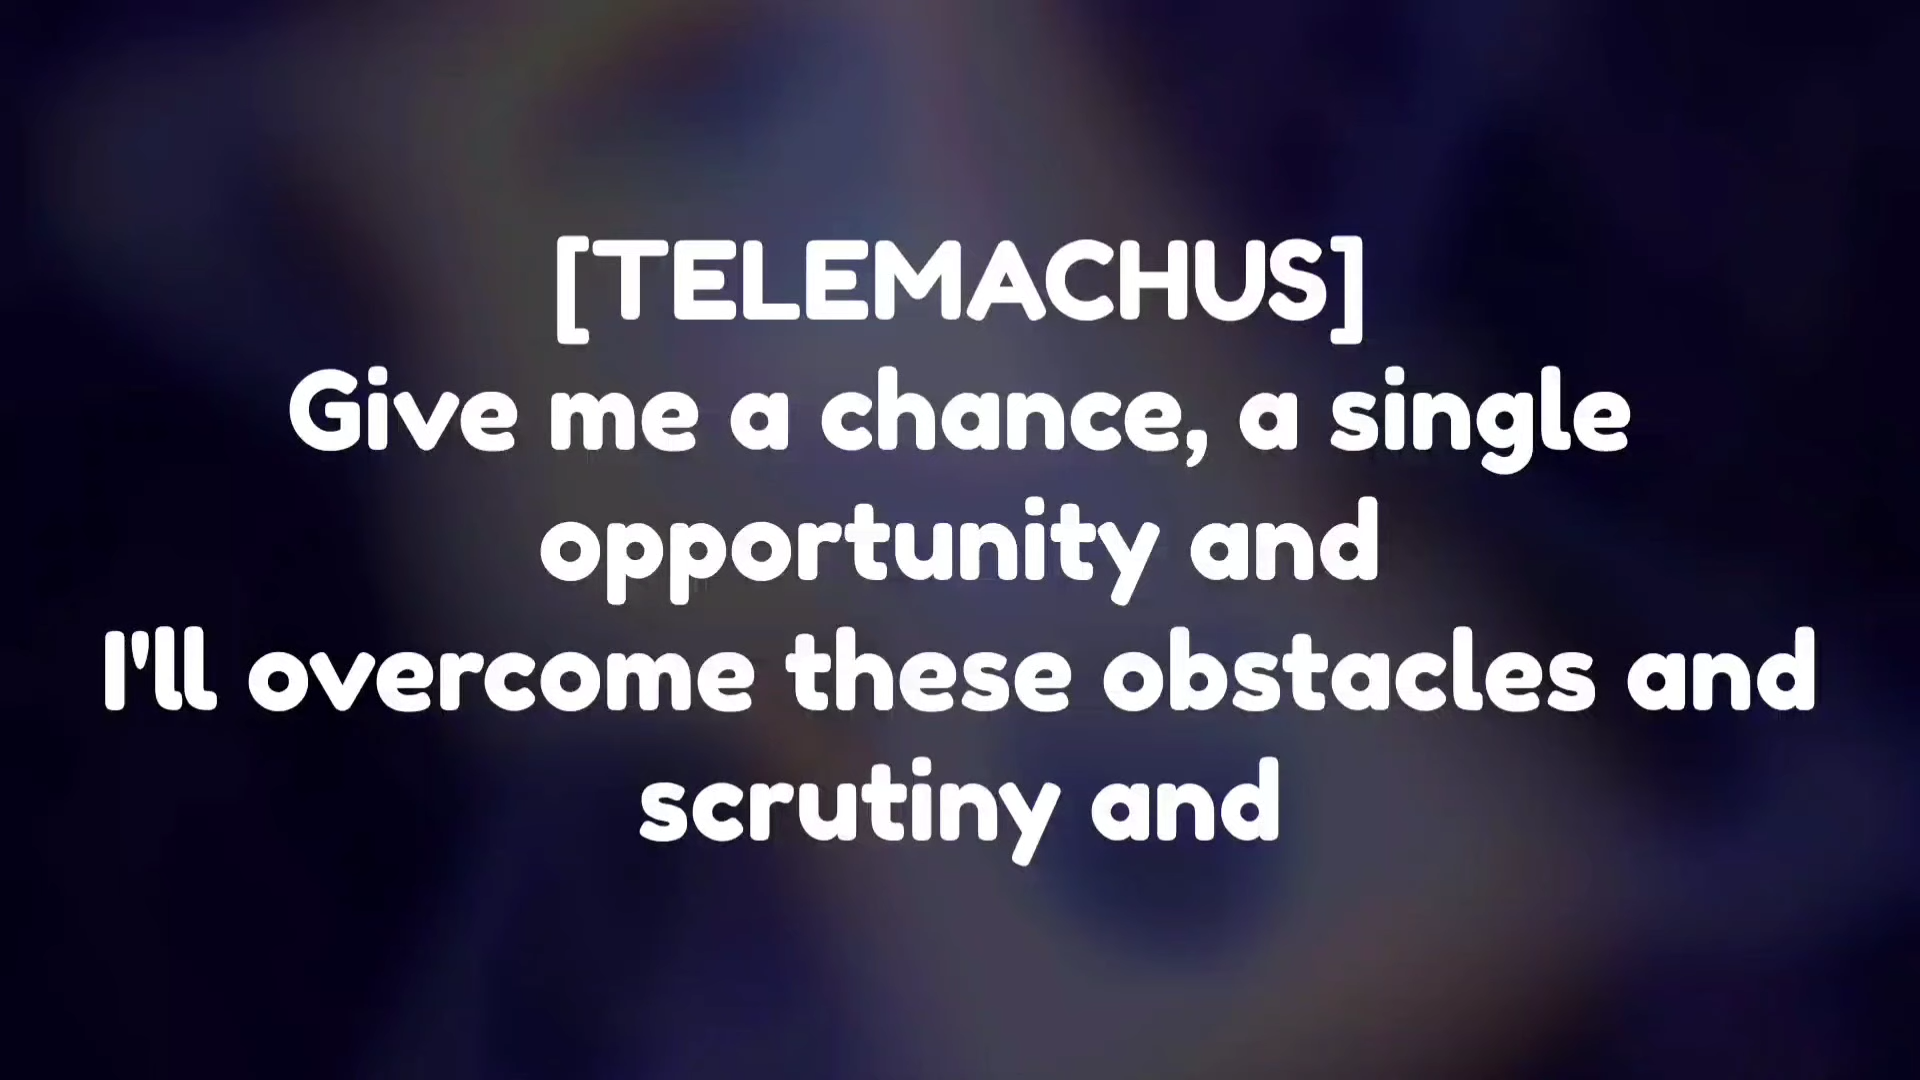 [TELEMACHUS]
Give me a chance, a single
opportunity and
I'll overcome these obstacles and
scrutiny and